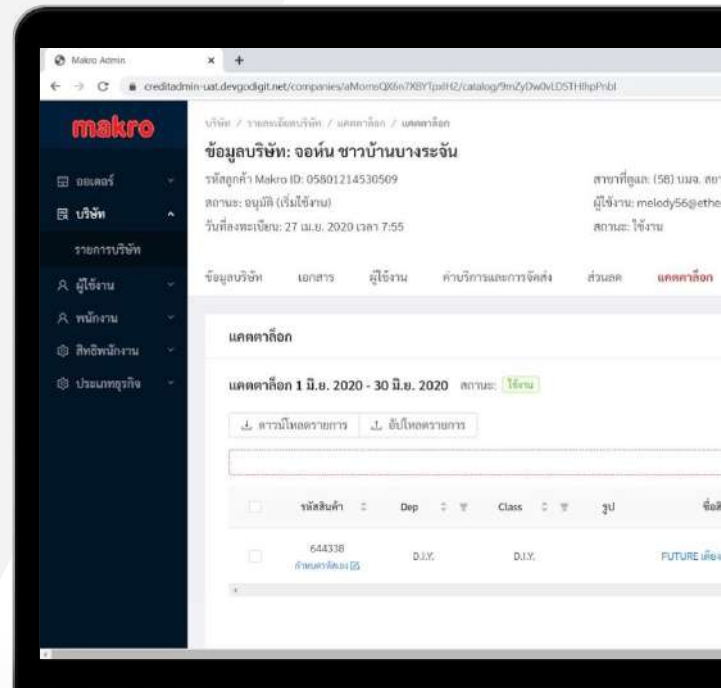 Makro Admin
creditadmin-uat.devgodigit.net/companies/
makro
ออเดอร์
บริษัท
รายการบริษัท
ผู้ใช้งาน
พนักงาน
สิทธิพนักงาน
ประเภทธุรกิจ
บริษัท / รายละเอียดบริษัท / แคตตาล็อก / แคตตาล็อก
ข้อมูลบริษัท: จอห์น ชาวบ้านบางระจัน
รหัสลูกค้า Makro ID: 05801214530509
สาขาที่ดูแล: (58) บมจ. สยา
สถานะ: อนุมัติ (เริ่มใช้งาน)
ผู้ใช้งาน: melody56@ethe
วันที่ลงทะเบียน: 27 เม.ย. 2020 เวลา 7:55
สถานะ: ใช้งาน
ข้อมูลบริษัท เอกสาร ผู้ใช้งาน ค่าบริการและการจัดส่ง ส่วนลด แคตตาล็อก
แคตตาล็อก
แคตตาล็อก 1 มิ.ย. 2020 - 30 มิ.ย. 2020 สถานะ: ใช้งาน
ดาวน์โหลดรายการ อัปโหลดรายการ
รหัสสินค้า Dep Class รูป ชื่อสิ
644338 D.I.Y. D.I.Y. FUTURE เตียง